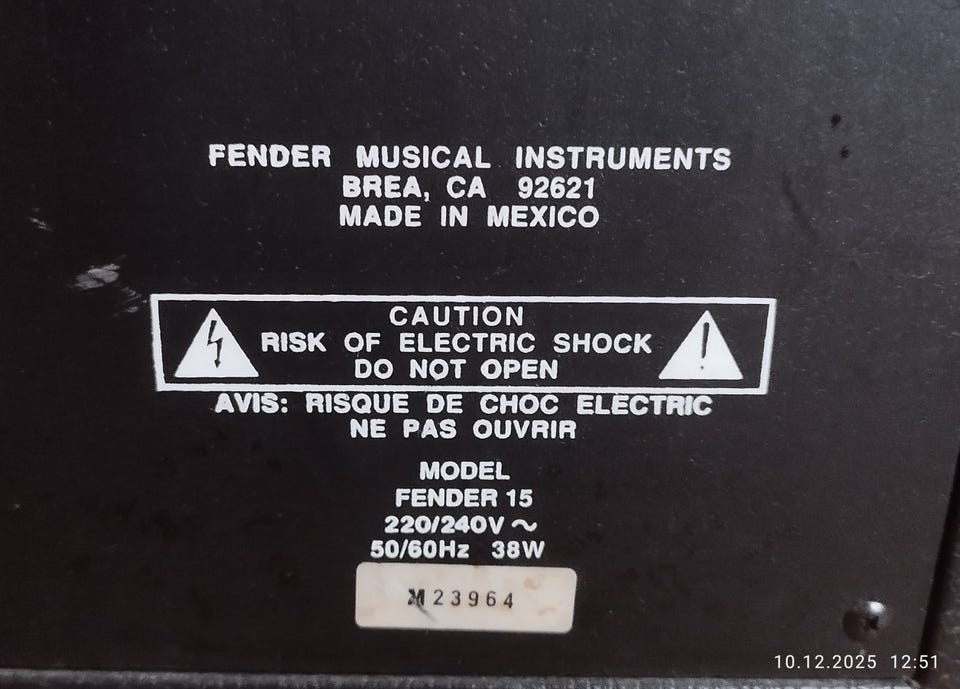 FENDER MUSICAL INSTRUMENTS
BREA, CA 92621
MADE IN MEXICO
CAUTION
RISK OF ELECTRIC SHOCK
DO NOT OPEN
AVIS: RISQUE DE CHOC ELECTRIC
NE PAS OUVRIR
MODEL
FENDER 15
220/240V ~
50/60Hz 38W
M23964
10.12.2025 12:51